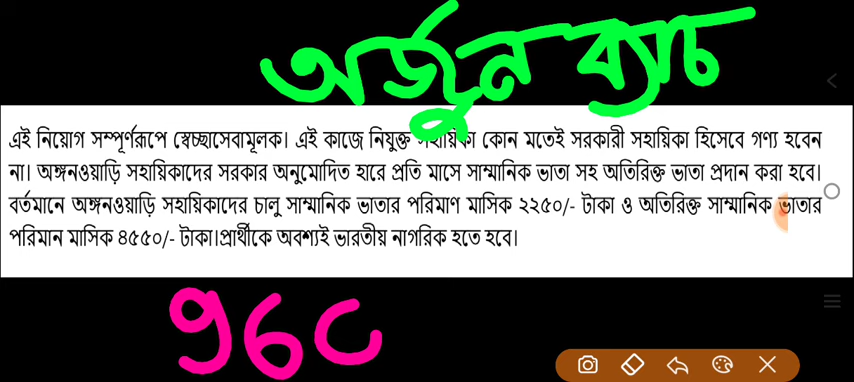 অর্জুন ব্যাচ
এই নিয়োগ সম্পূর্ণরূপে স্বেচ্ছাসেবামূলক। এই কাজে নিযুক্ত সহায়িকা কোন মতেই সরকারী সহায়িকা হিসেবে গণ্য হবেন
না। অঙ্গনওয়াড়ি সহায়িকাদের সরকার অনুমোদিত হারে প্রতি মাসে সাম্মানিক ভাতা সহ অতিরিক্ত ভাতা প্রদান করা হবে।
বর্তমানে অঙ্গনওয়াড়ি সহায়িকাদের চালু সাম্মানিক ভাতার পরিমাণ মাসিক ২২৫০/- টাকা ও অতিরিক্ত সাম্মানিক ভাতার
পরিমান মাসিক ৪৫৫০/- টাকা।প্রার্থীকে অবশ্যই ভারতীয় নাগরিক হতে হবে।